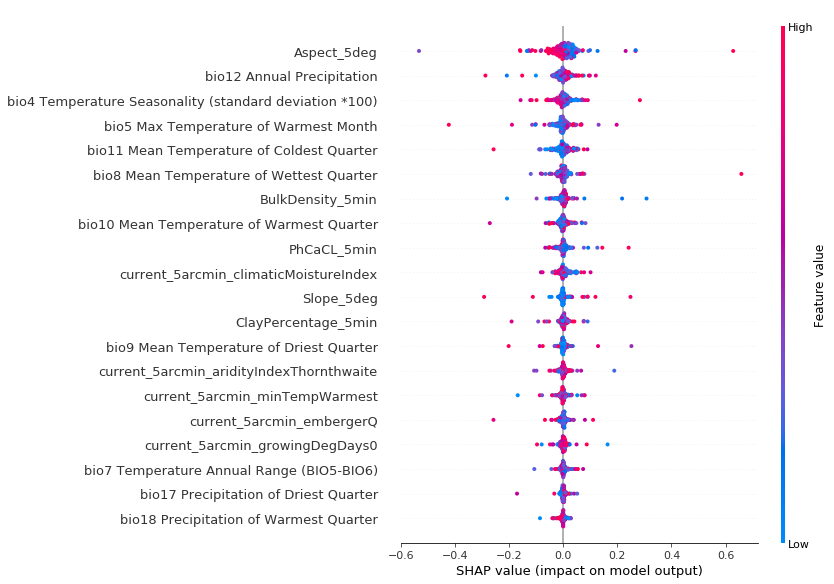 High
Aspect_5deg
bio12 Annual Precipitation
bio4 Temperature Seasonality (standard deviation *100)
bio5 Max Temperature of Warmest Month
bio11 Mean Temperature of Coldest Quarter
bio8 Mean Temperature of Wettest Quarter
BulkDensity_5min
bio10 Mean Temperature of Warmest Quarter
PhCaCL_5min
current_5arcmin_climaticMoistureIndex
Slope_5deg
ClayPercentage_5min
bio9 Mean Temperature of Driest Quarter
current_5arcmin_aridityIndexThornthwaite
current_5arcmin_minTempWarmest
current_5arcmin_embergerQ
current_5arcmin_growingDegDays0
bio7 Temperature Annual Range (BIO5-BIO6)
bio17 Precipitation of Driest Quarter
bio18 Precipitation of Warmest Quarter
Feature value
Low
−0.6 −0.4 −0.2 0.0 0.2 0.4 0.6
SHAP value (impact on model output)